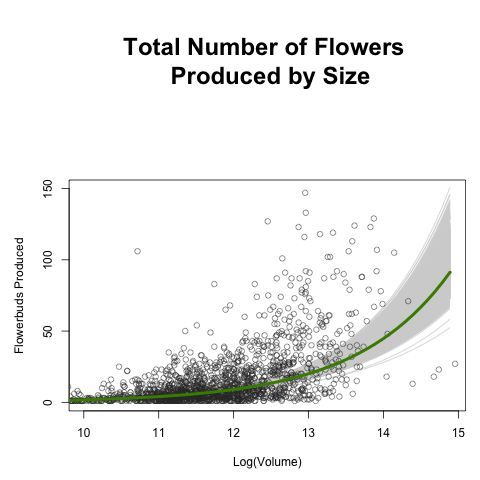 Total Number of Flowers
Produced by Size
150
100
50
0
Flowerbuds Produced
10 11 12 13 14 15
Log(Volume)